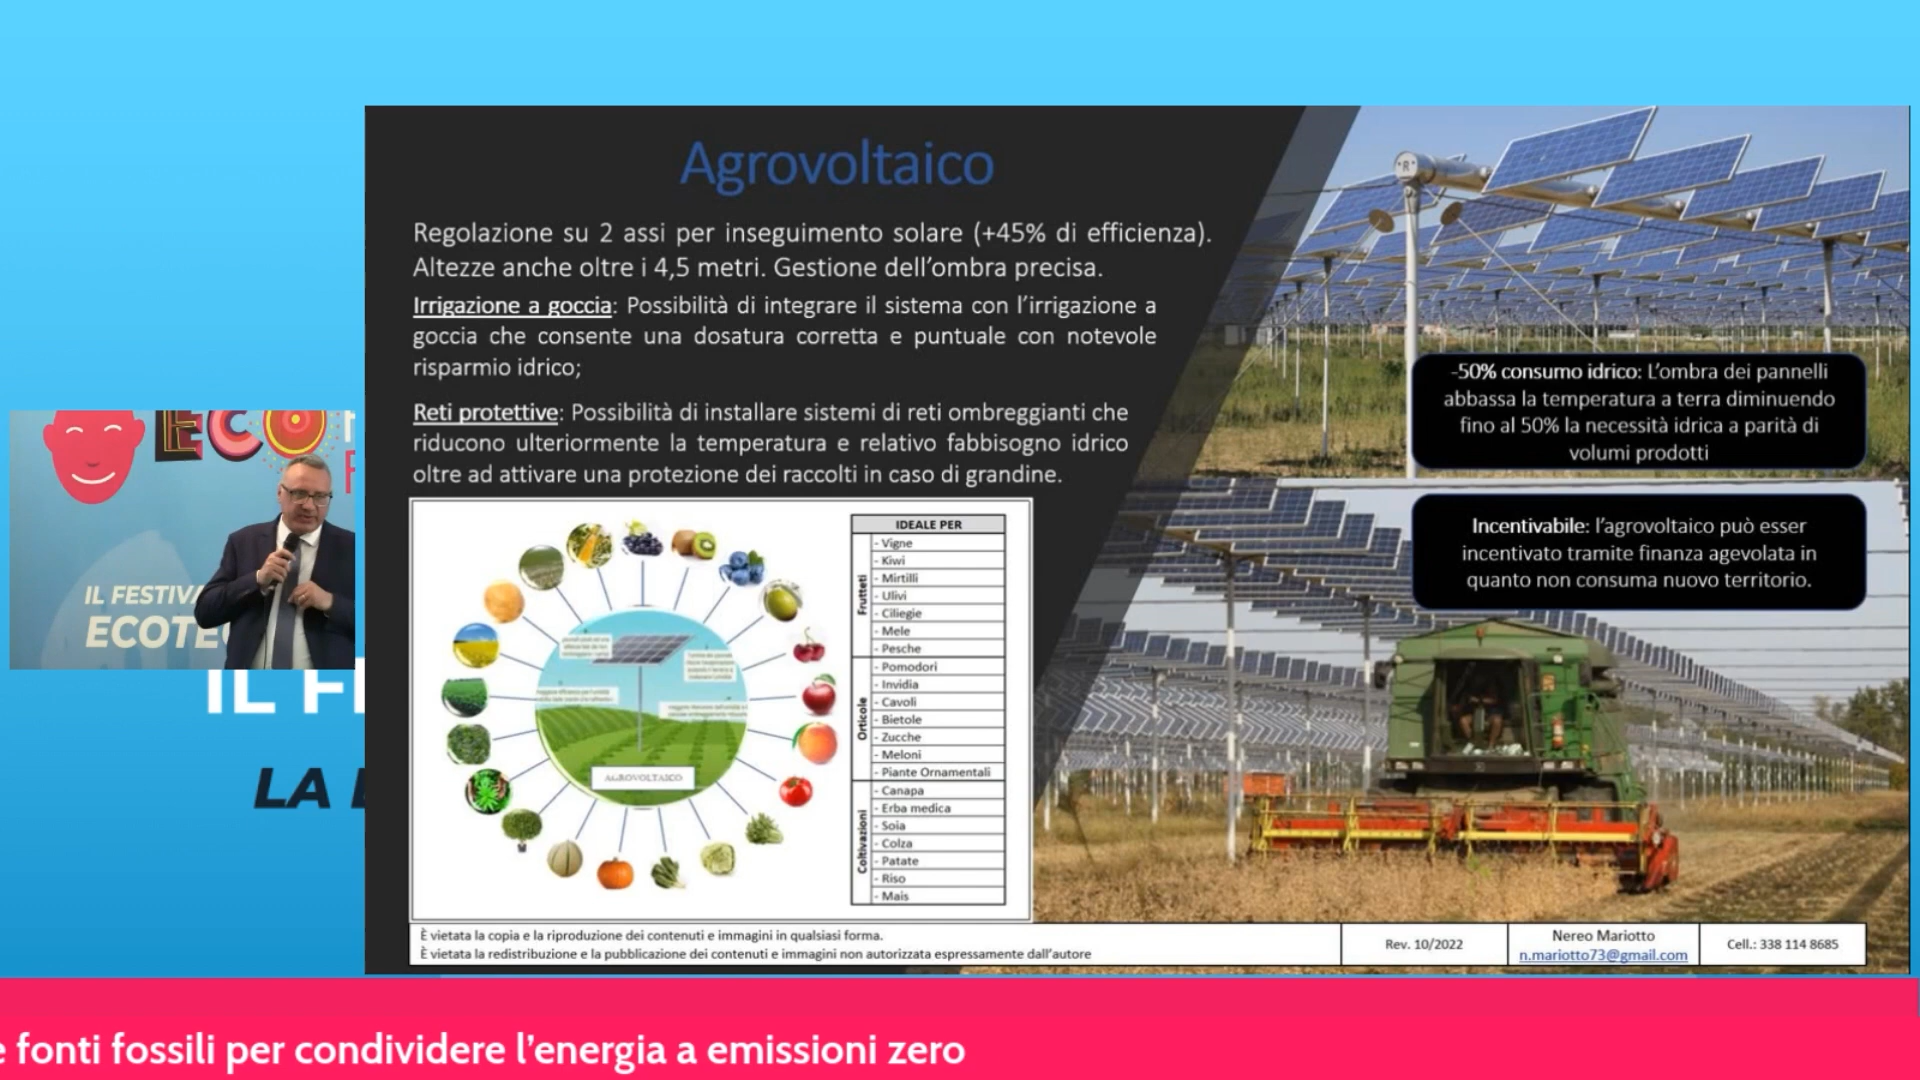 Agrovoltaico
Regolazione su 2 assi per inseguimento solare (+45% di efficienza).
Altezze anche oltre i 4,5 metri. Gestione dell'ombra precisa.
Irrigazione a goccia: Possibilità di integrare il sistema con l'irrigazione a
goccia che consente una dosatura corretta e puntuale con notevole
risparmio idrico;
Reti protettive: Possibilità di installare sistemi di reti ombreggianti che
riducono ulteriormente la temperatura e relativo fabbisogno idrico
oltre ad attivare una protezione dei raccolti in caso di grandine.
-50% consumo idrico: L'ombra dei pannelli
abbassa la temperatura a terra diminuendo
fino al 50% la necessità idrica a parità di
volumi prodotti
Incentivabile: l'agrovoltaico può esser
incentivato tramite finanza agevolata in
quanto non consuma nuovo territorio.
AGROVOLTAICO
IDEALE PER
Frutteti
- Vigne
- Kiwi
- Mirtilli
- Ulivi
- Ciliegie
- Mele
- Pesche
Orticole
- Pomodori
- Invidia
- Cavoli
- Bietole
- Zucche
- Meloni
- Piante Ornamentali
Coltivazioni
- Canapa
- Erba medica
- Soia
- Colza
- Patate
- Riso
- Mais
È vietata la copia e la riproduzione dei contenuti e immagini in qualsiasi forma.
È vietata la redistribuzione e la pubblicazione dei contenuti e immagini non autorizzata espressamente dall'autore
Rev. 10/2022
Nereo Mariotto
n.mariotto73@gmail.com
Cell.: 338 114 8685
ECO
IL FESTIVA
ECOTE
IL F
LA
e fonti fossili per condividere l'energia a emissioni zero